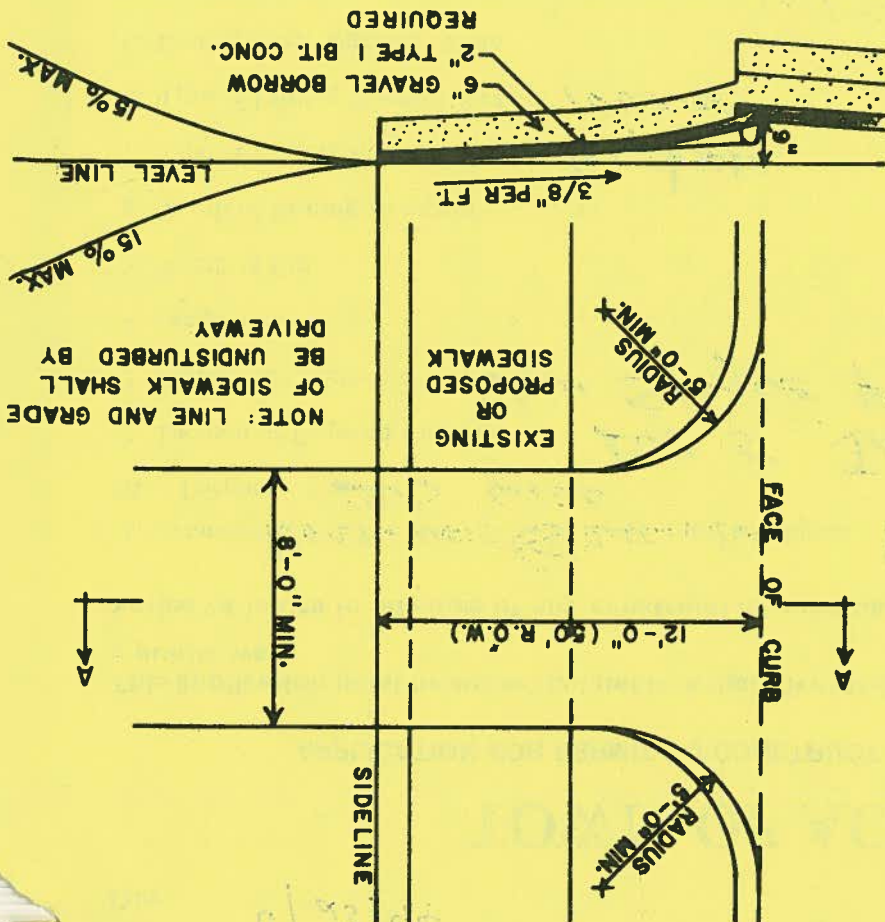 RADIUS
5'-0" MIN.
SIDELINE
FACE OF CURB
A
12'-0" (50' R.O.W.)
8'-0" MIN.
A
EXISTING
OR
PROPOSED
SIDEWALK
RADIUS
5'-0" MIN.
NOTE: LINE AND GRADE
OF SIDEWALK SHALL
BE UNDISTURBED BY
DRIVEWAY
15% MAX.
3/8" PER FT.
LEVEL LINE
6"
15% MAX.
6" GRAVEL BORROW
2" TYPE I BIT. CONC.
REQUIRED